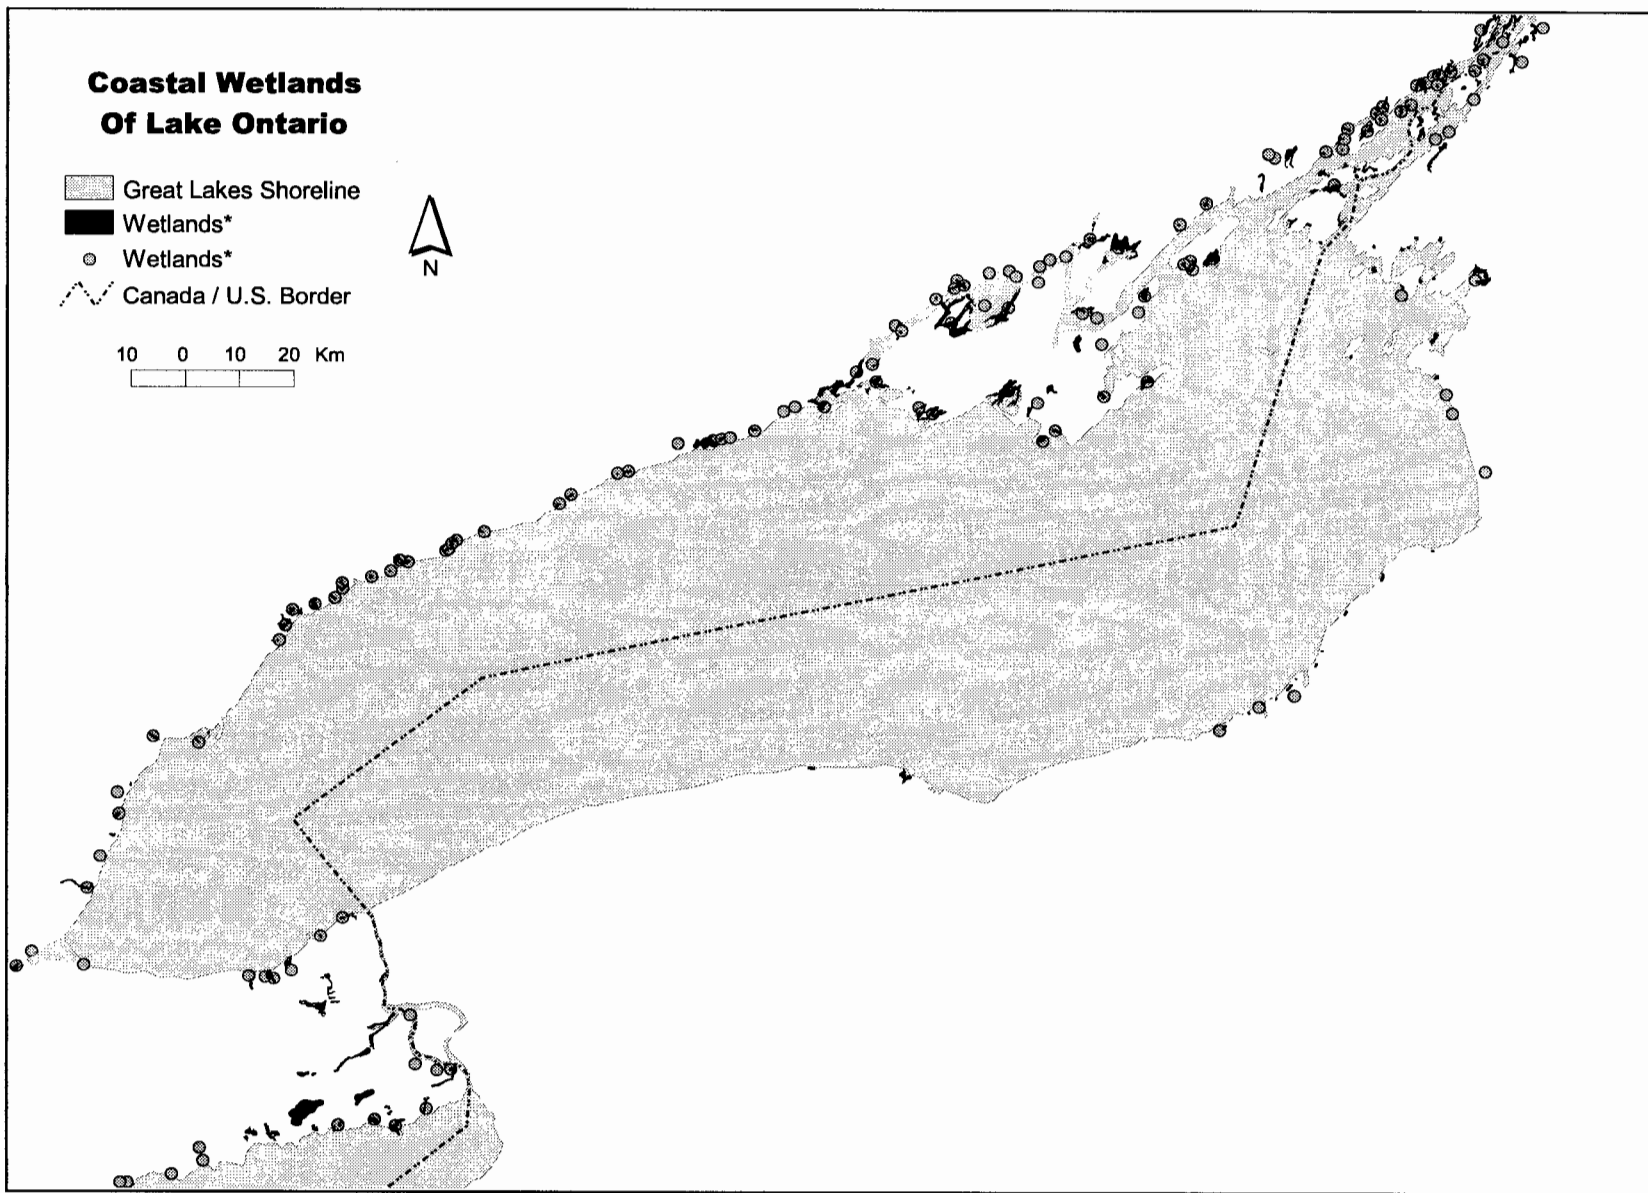 Coastal Wetlands
Of Lake Ontario
Great Lakes Shoreline
Wetlands*
Wetlands*
Canada / U.S. Border
N
10 0 10 20 Km